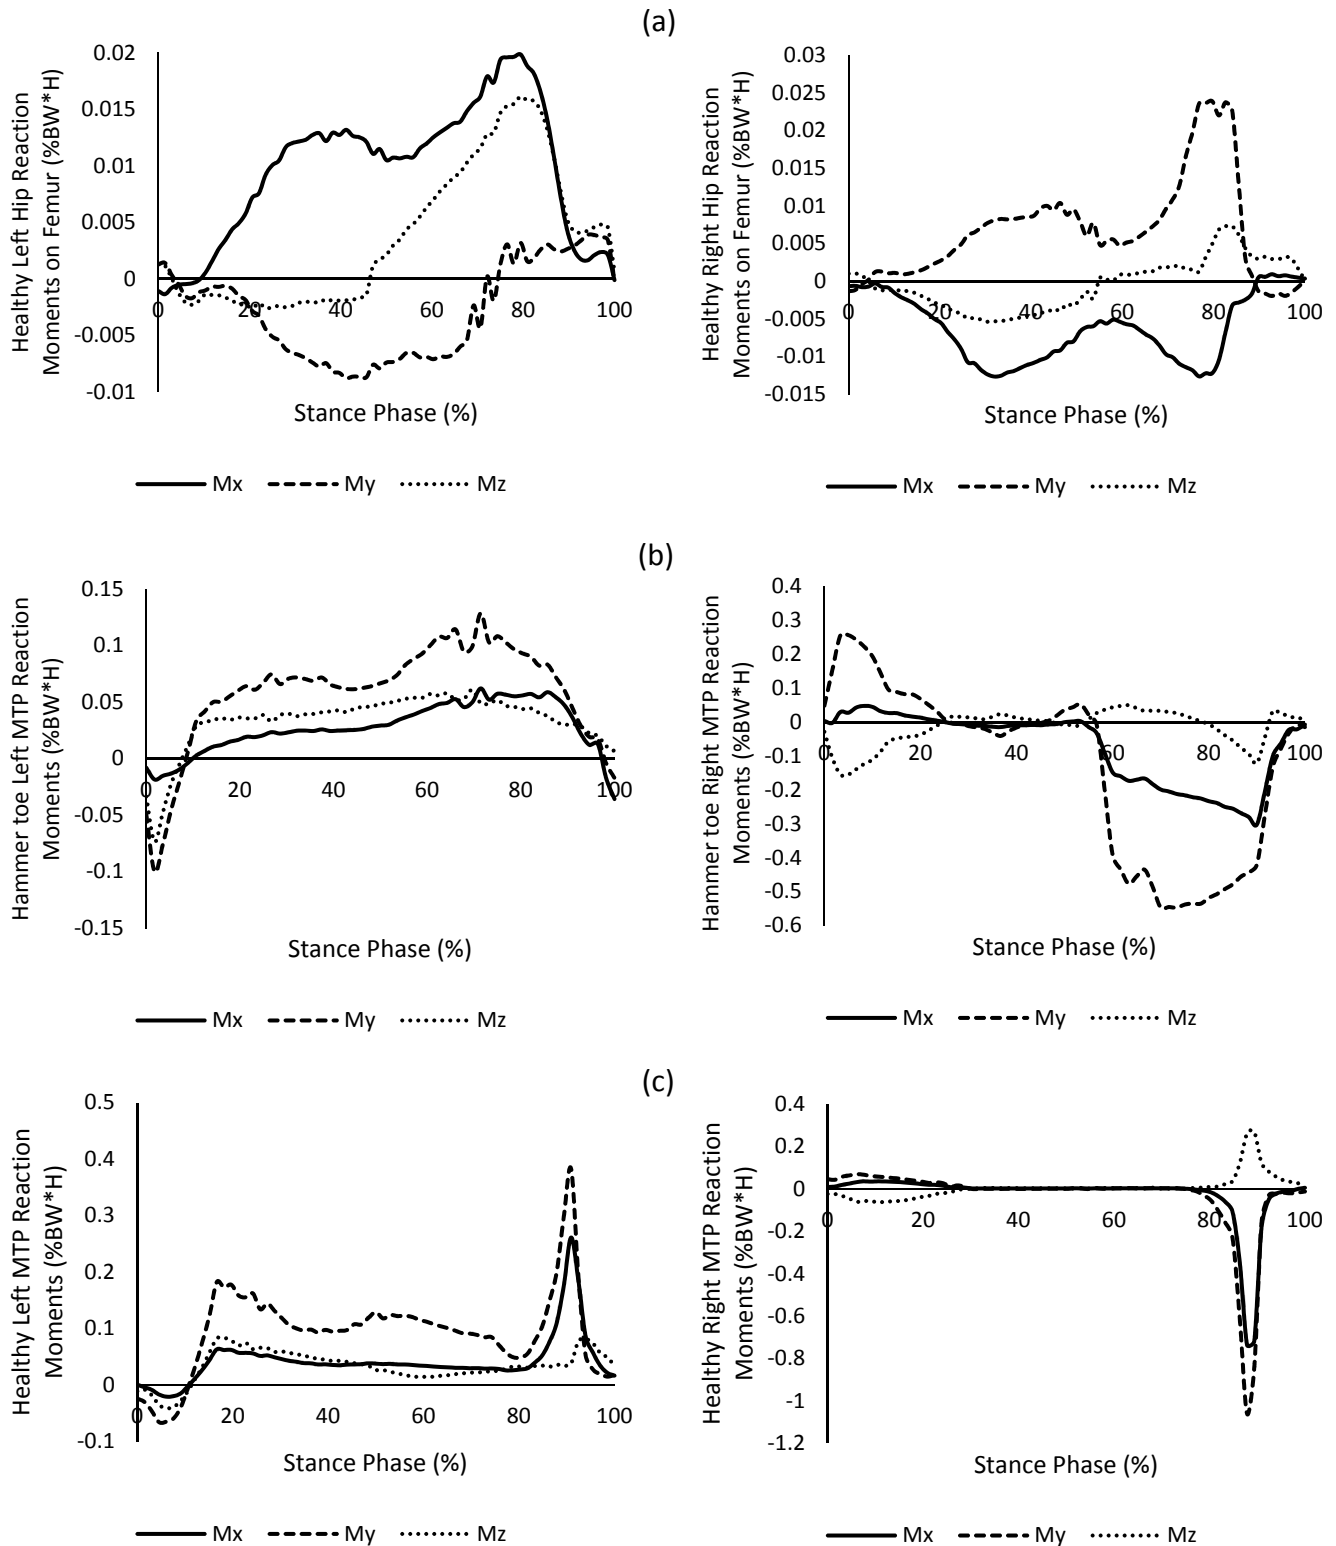 (a)
Healthy Left Hip Reaction
Moments on Femur (%BW*H)
0.02
0.015
0.01
0.005
0
-0.005
-0.01
0 20 40 60 80 100
Stance Phase (%)
Mx My Mz
Healthy Right Hip Reaction
Moments on Femur (%BW*H)
0.03
0.025
0.02
0.015
0.01
0.005
0
-0.005
-0.01
-0.015
0 20 40 60 80 100
Stance Phase (%)
Mx My Mz
(b)
Hammer toe Left MTP Reaction
Moments (%BW*H)
0.15
0.1
0.05
0
-0.05
-0.1
-0.15
0 20 40 60 80 100
Stance Phase (%)
Mx My Mz
Hammer toe Right MTP Reaction
Moments (%BW*H)
0.4
0.3
0.2
0.1
0
-0.1
-0.2
-0.3
-0.4
-0.5
-0.6
0 20 40 60 80 100
Stance Phase (%)
Mx My Mz
(c)
Healthy Left MTP Reaction
Moments (%BW*H)
0.5
0.4
0.3
0.2
0.1
0
-0.1
0 20 40 60 80 100
Stance Phase (%)
Mx My Mz
Healthy Right MTP Reaction
Moments (%BW*H)
0.4
0.2
0
-0.2
-0.4
-0.6
-0.8
-1
-1.2
0 20 40 60 80 100
Stance Phase (%)
Mx My Mz